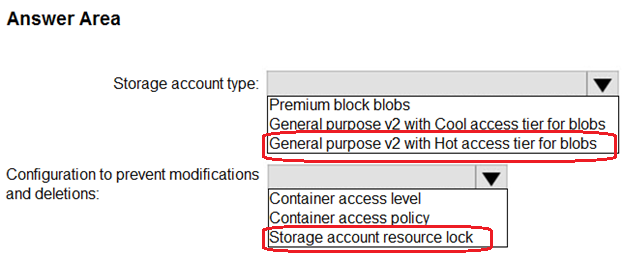 Answer Area
Storage account type:
Premium block blobs
General purpose v2 with Cool access tier for blobs
General purpose v2 with Hot access tier for blobs
Configuration to prevent modifications
and deletions:
Container access level
Container access policy
Storage account resource lock